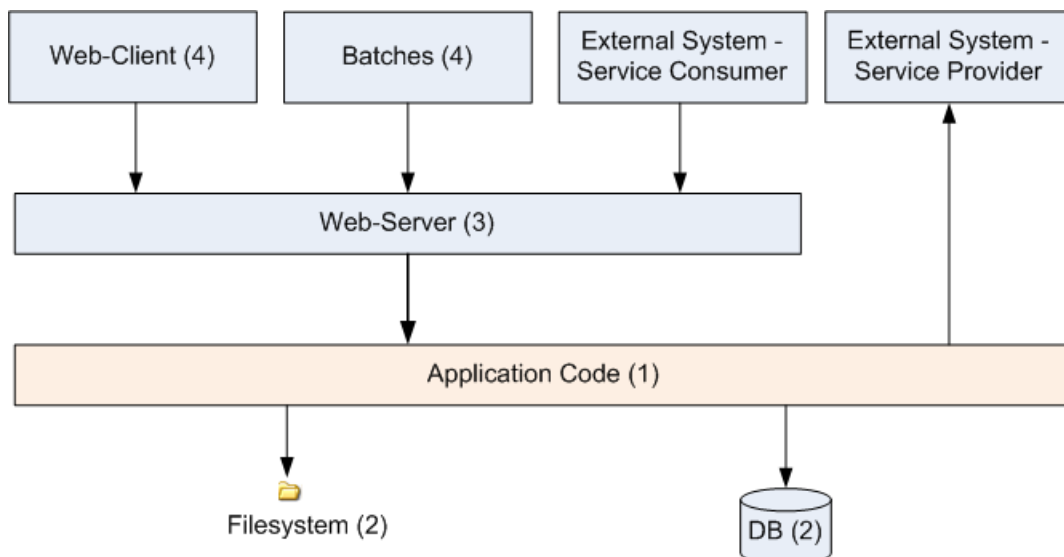 Web-Client (4)
Batches (4)
External System -
Service Consumer
External System -
Service Provider
Web-Server (3)
Application Code (1)
Filesystem (2)
DB (2)